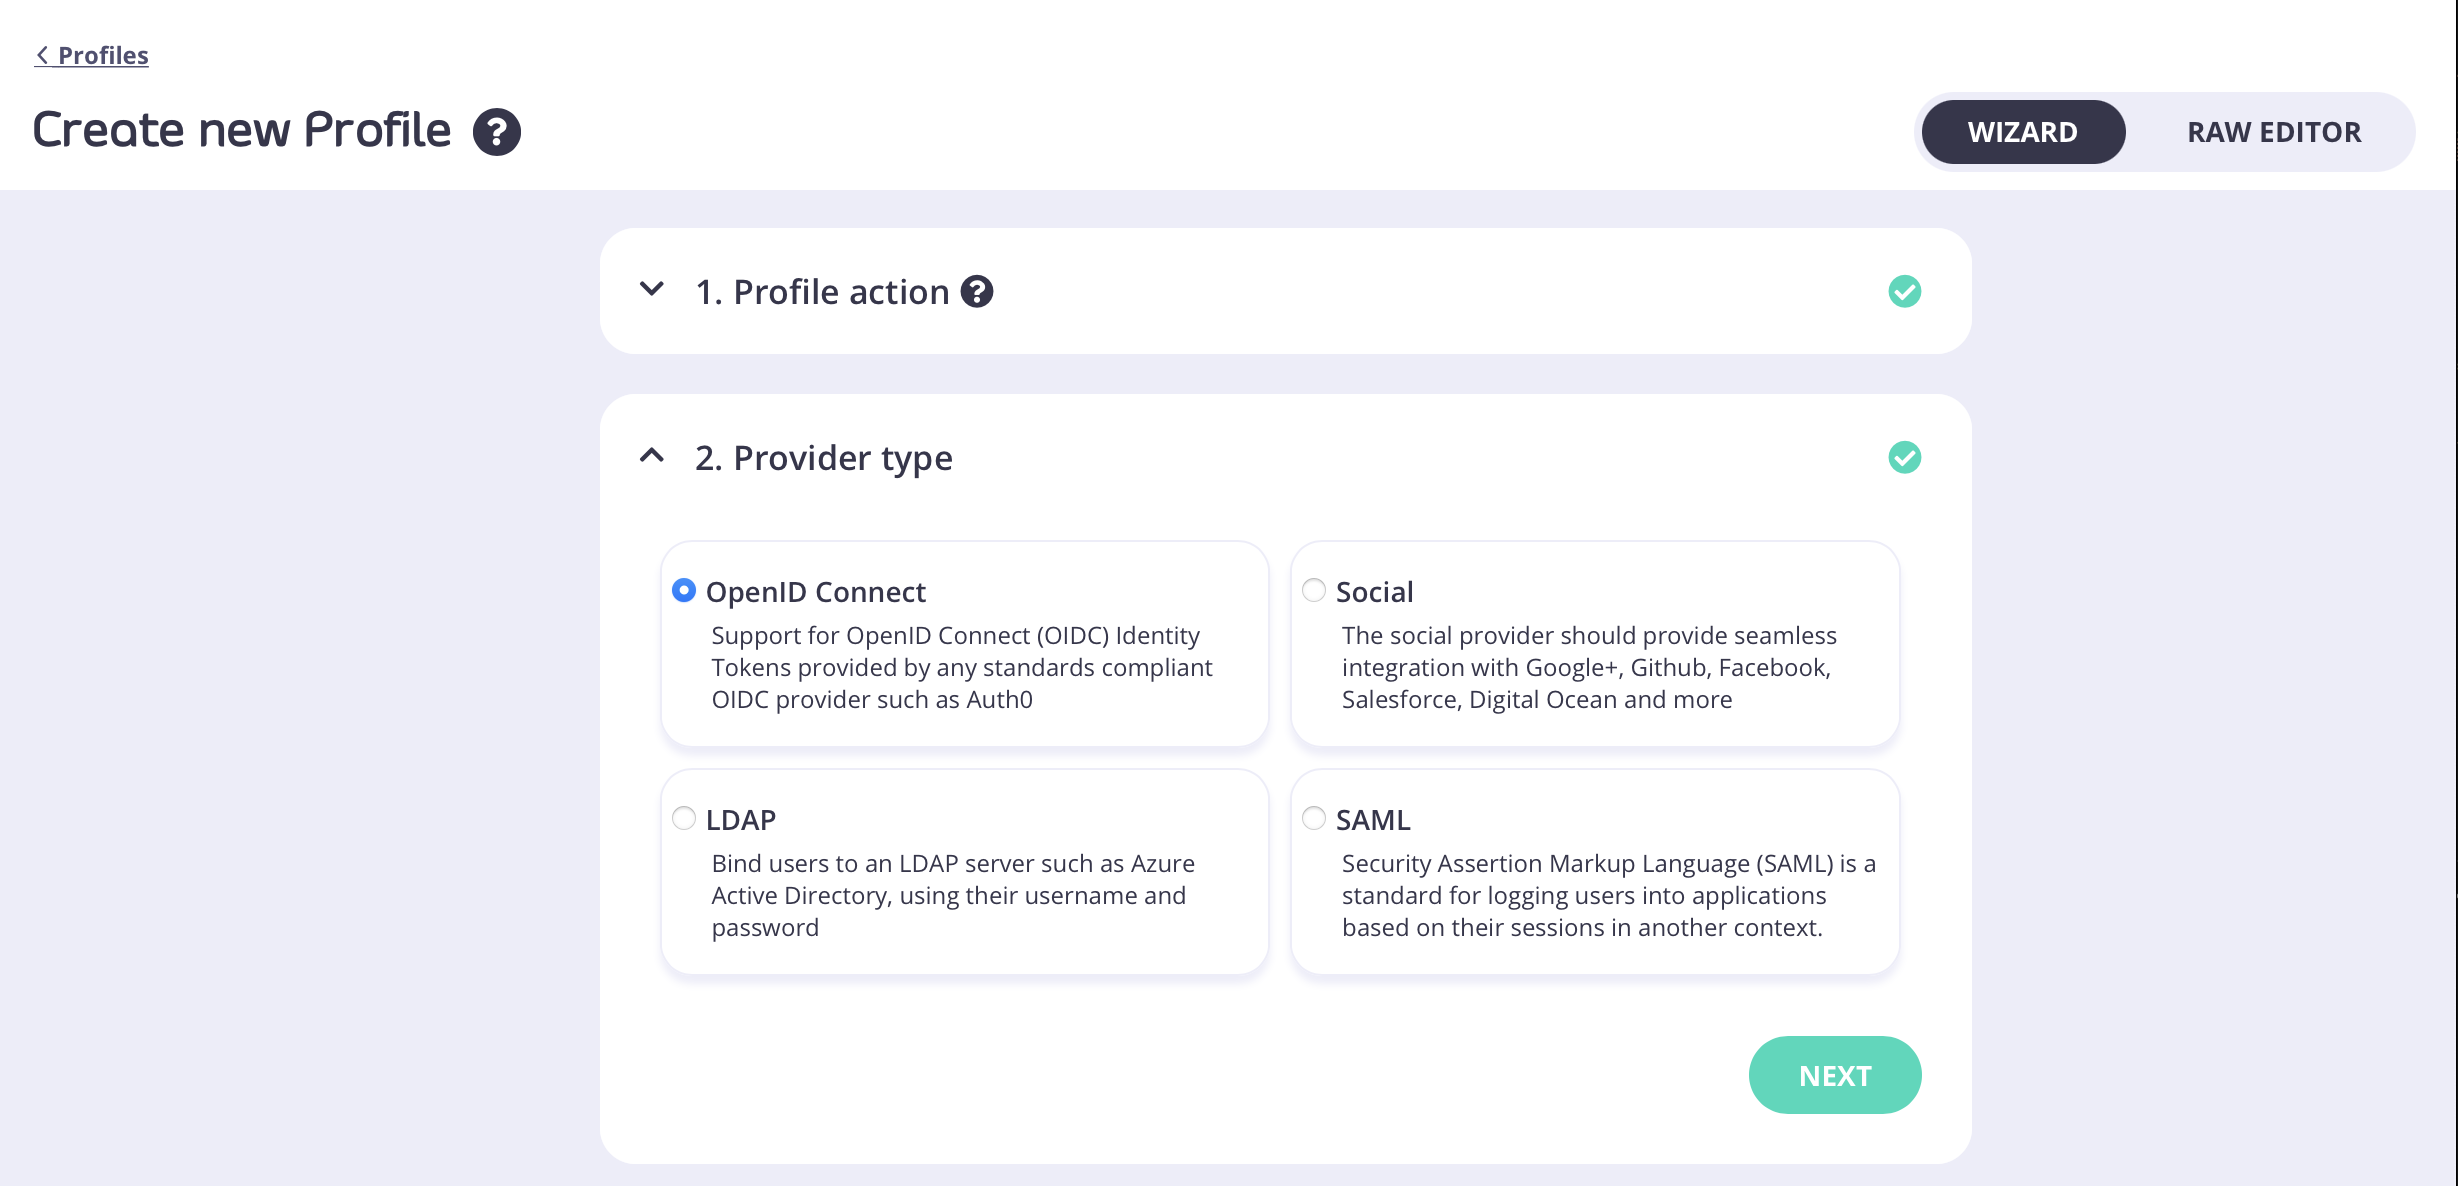 Profiles
Create new Profile ?
WIZARD
RAW EDITOR
1. Profile action ?
2. Provider type
OpenID Connect
Support for OpenID Connect (OIDC) Identity
Tokens provided by any standards compliant
OIDC provider such as Auth0
Social
The social provider should provide seamless
integration with Google+, Github, Facebook,
Salesforce, Digital Ocean and more
LDAP
Bind users to an LDAP server such as Azure
Active Directory, using their username and
password
SAML
Security Assertion Markup Language (SAML) is a
standard for logging users into applications
based on their sessions in another context.
NEXT